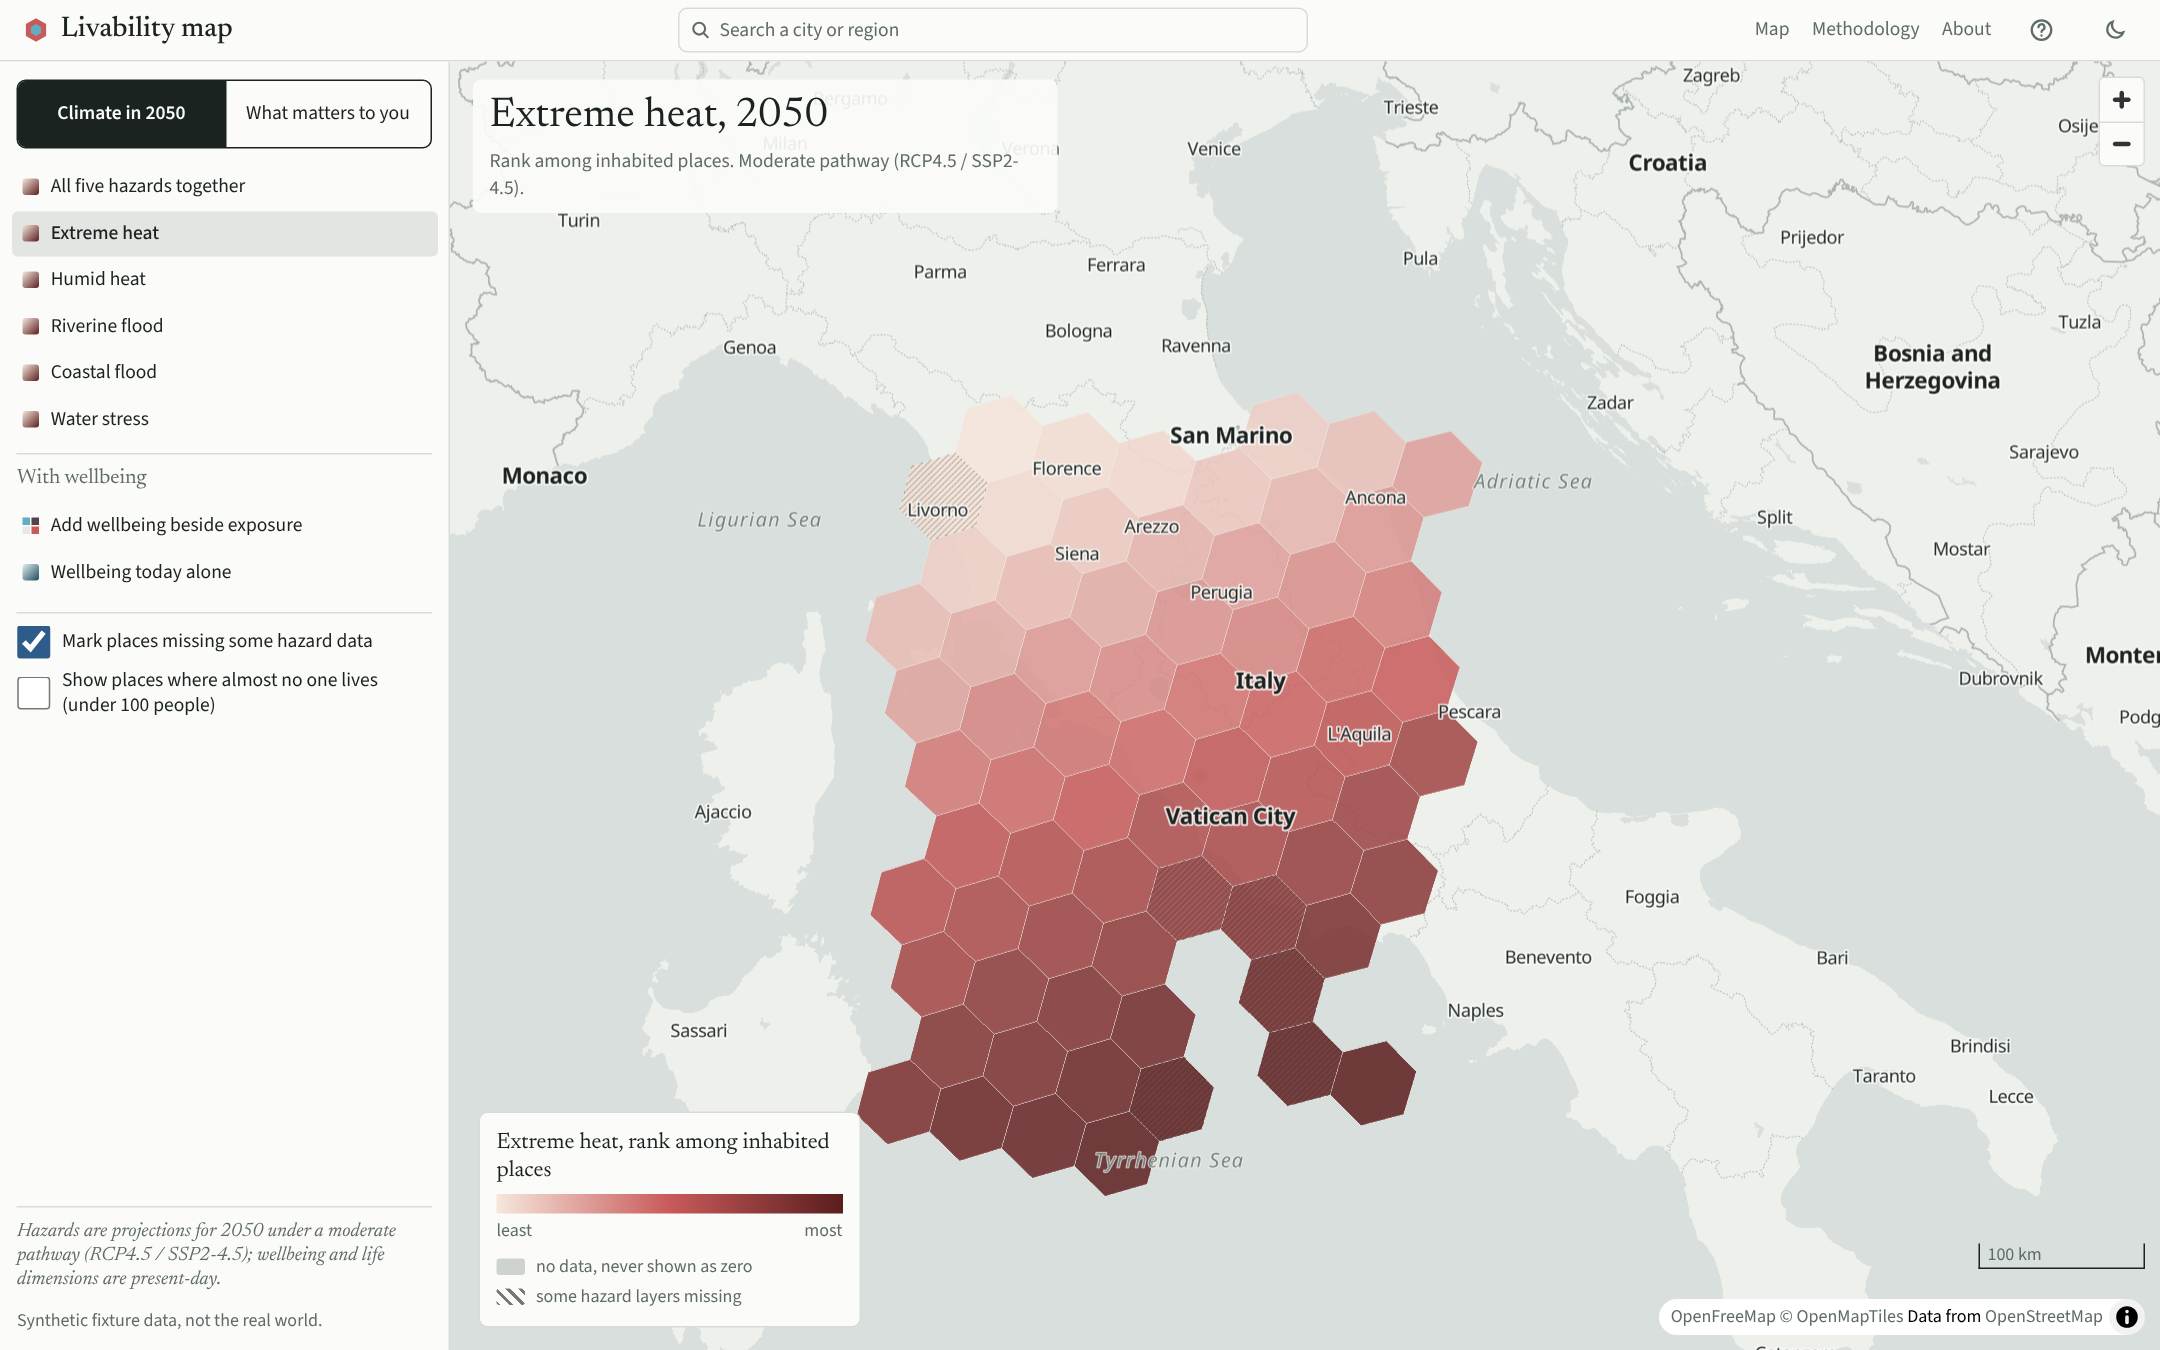 Livability map
Search a city or region
Map
Methodology
About
Climate in 2050
What matters to you
All five hazards together
Extreme heat
Humid heat
Riverine flood
Coastal flood
Water stress
With wellbeing
Add wellbeing beside exposure
Wellbeing today alone
Mark places missing some hazard data
Show places where almost no one lives
(under 100 people)
Hazards are projections for 2050 under a moderate
pathway (RCP4.5 / SSP2-4.5); wellbeing and life
dimensions are present-day.
Synthetic fixture data, not the real world.
Extreme heat, 2050
Rank among inhabited places. Moderate pathway (RCP4.5 / SSP2-
4.5).
Bergamo
Milan
Verona
Zagreb
Trieste
Osije
Venice
Croatia
Turin
Prijedor
Pula
Parma
Ferrara
Tuzla
Bologna
Ravenna
Genoa
Bosnia and
Herzegovina
Zadar
San Marino
Sarajevo
Florence
Monaco
Adriatic Sea
Ancona
Livorno
Ligurian Sea
Arezzo
Split
Siena
Mostar
Perugia
Monter
Italy
Dubrovnik
Pescara
Podg
L'Aquila
Ajaccio
Vatican City
Foggia
Benevento
Bari
Naples
Sassari
Brindisi
Taranto
Lecce
Tyrrhenian Sea
Extreme heat, rank among inhabited
places
least
most
no data, never shown as zero
some hazard layers missing
100 km
OpenFreeMap © OpenMapTiles Data from OpenStreetMap